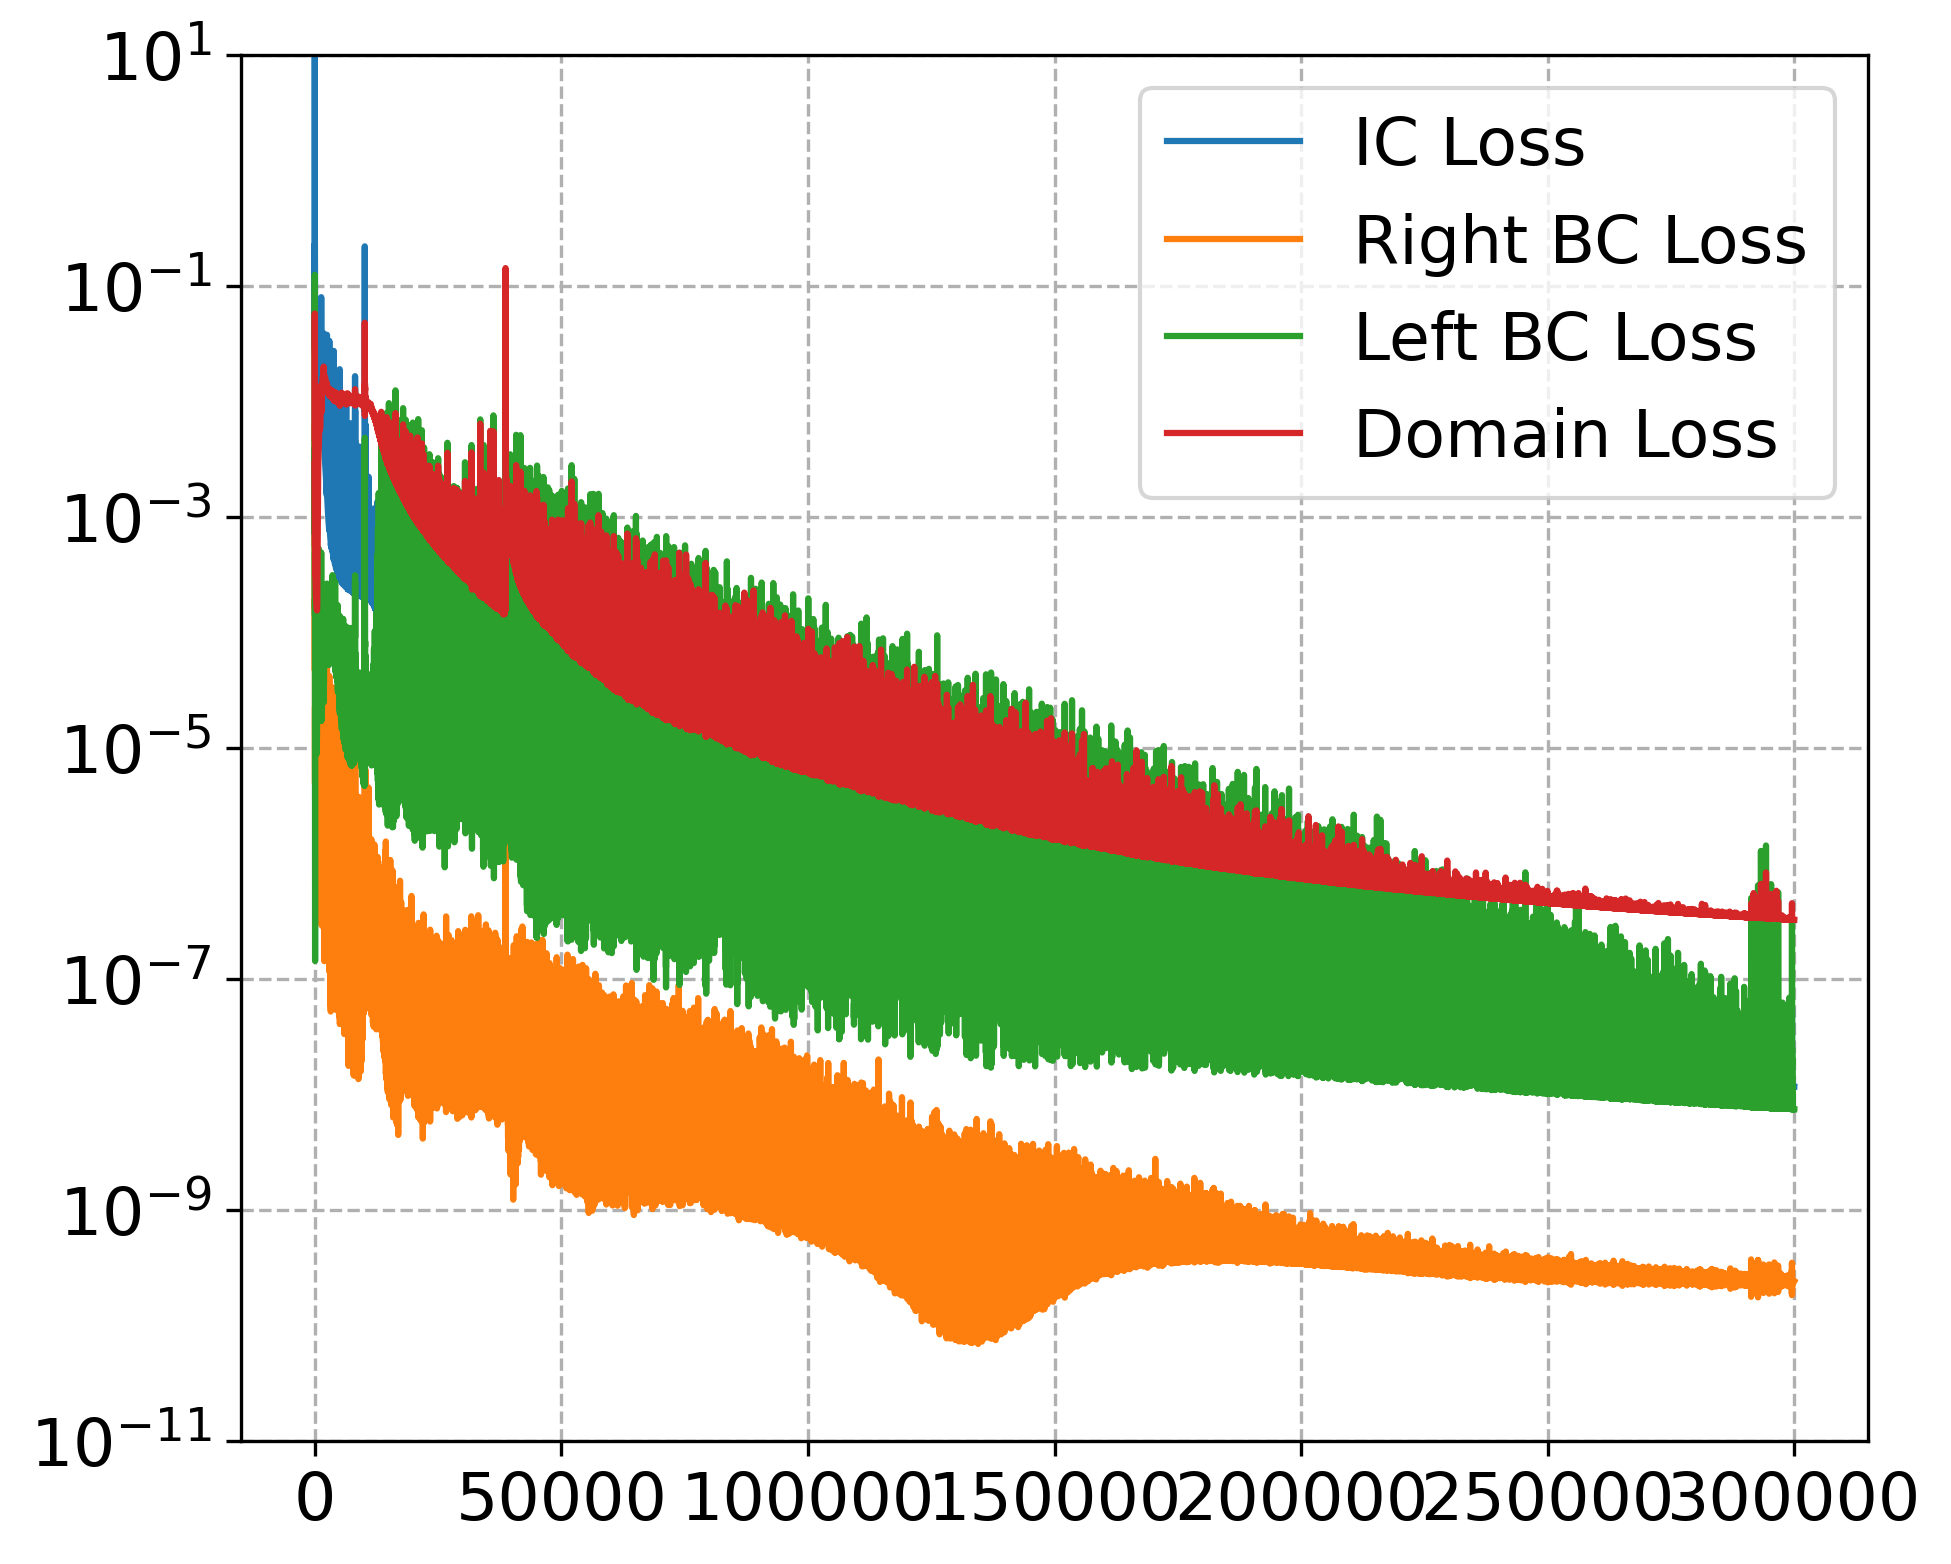 10^1
10^−1
10^−3
10^−5
10^−7
10^−9
10^−11
IC Loss
Right BC Loss
Left BC Loss
Domain Loss
0 50000 100000 150000 200000 250000 300000